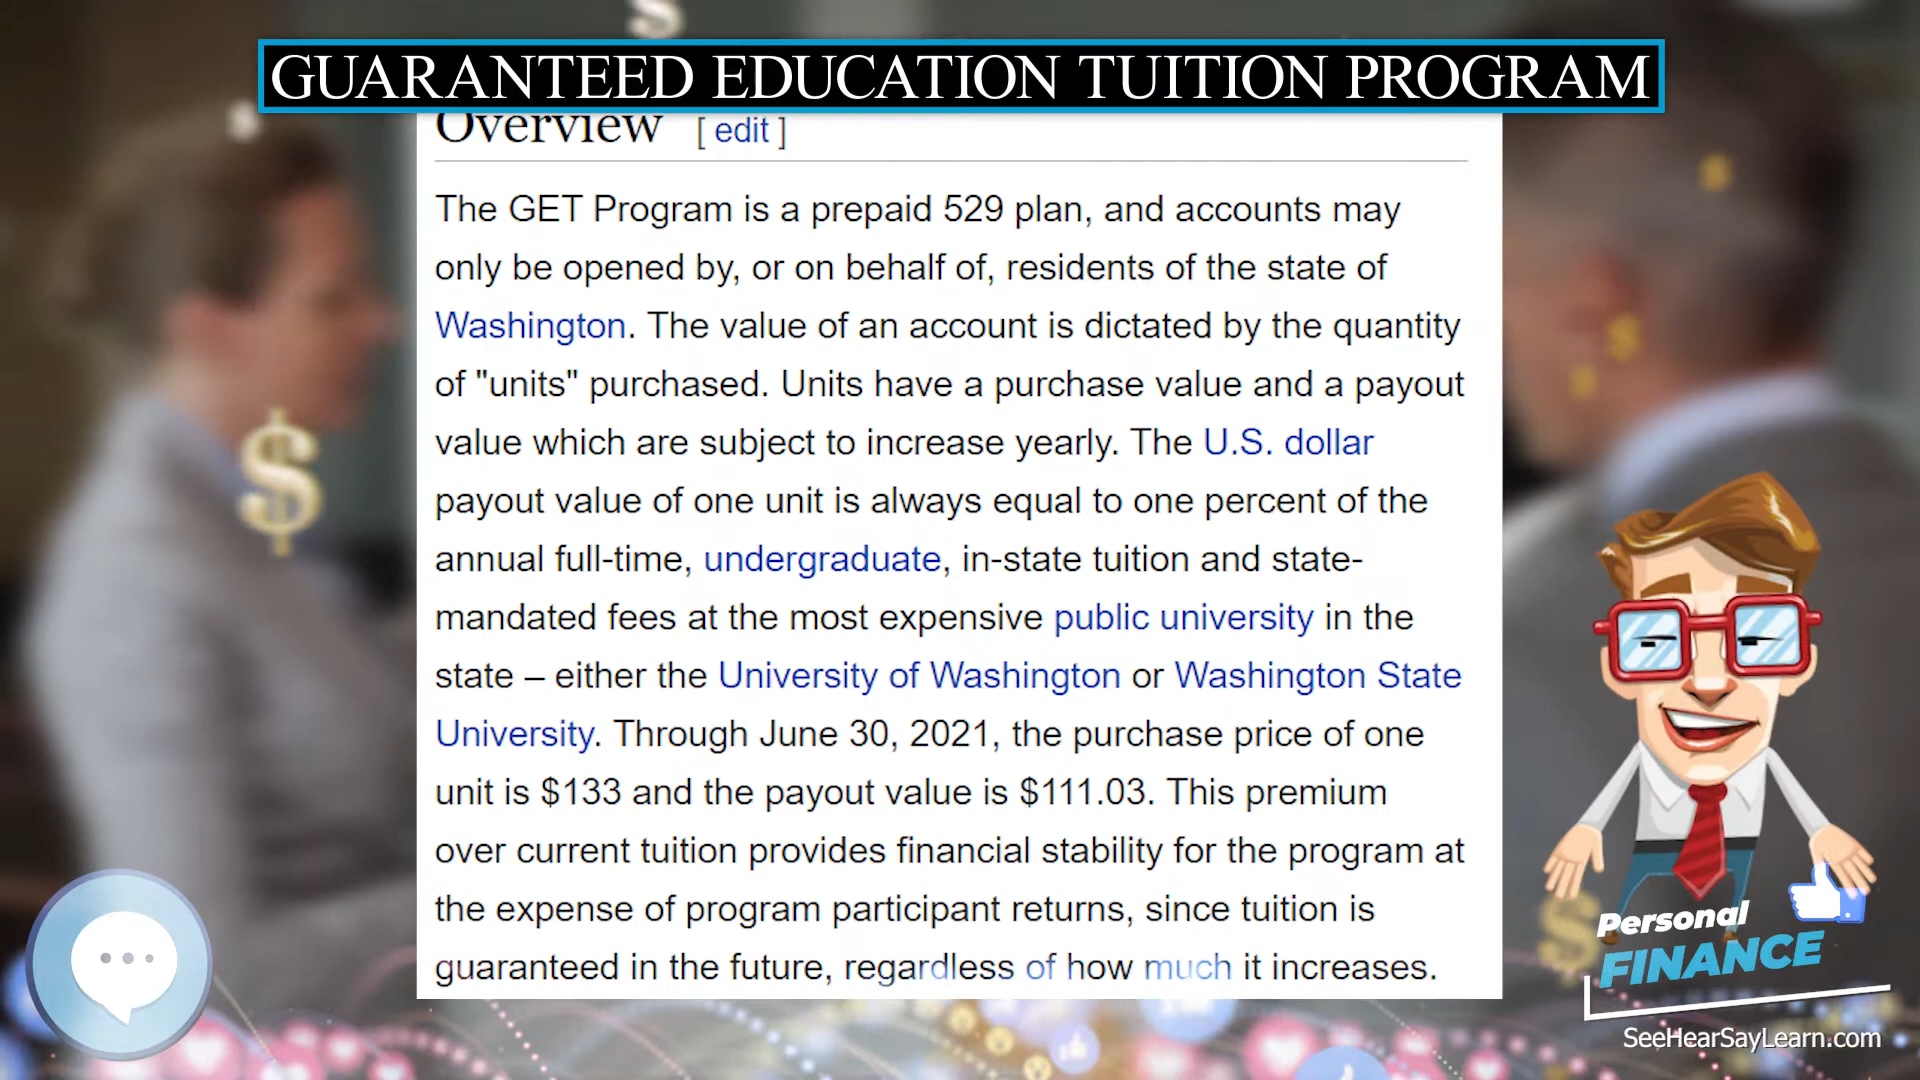 GUARANTEED EDUCATION TUITION PROGRAM
Overview [ edit ]
The GET Program is a prepaid 529 plan, and accounts may
only be opened by, or on behalf of, residents of the state of
Washington. The value of an account is dictated by the quantity
of "units" purchased. Units have a purchase value and a payout
value which are subject to increase yearly. The U.S. dollar
payout value of one unit is always equal to one percent of the
annual full-time, undergraduate, in-state tuition and state-
mandated fees at the most expensive public university in the
state – either the University of Washington or Washington State
University. Through June 30, 2021, the purchase price of one
unit is $133 and the payout value is $111.03. This premium
over current tuition provides financial stability for the program at
the expense of program participant returns, since tuition is
guaranteed in the future, regardless of how much it increases.
Personal
FINANCE
SeeHearSayLearn.com